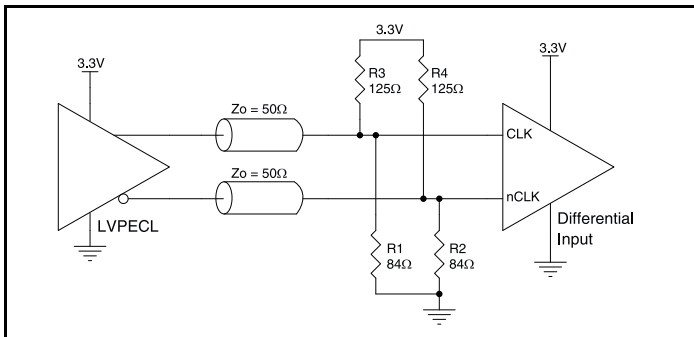 3.3V
3.3V
3.3V
R3
125Ω
R4
125Ω
Zo = 50Ω
CLK
Zo = 50Ω
nCLK
LVPECL
Differential
Input
R1
84Ω
R2
84Ω